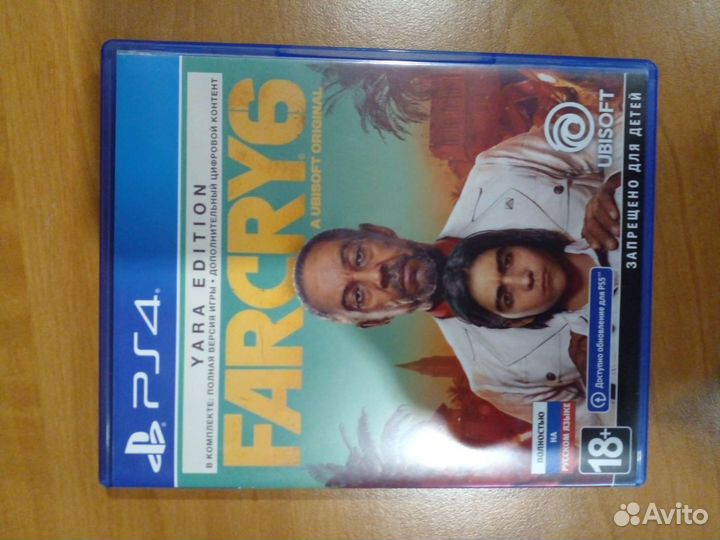 PS4
YARA EDITION
В КОМПЛЕКТЕ: ПОЛНАЯ ВЕРСИЯ ИГРЫ • ДОПОЛНИТЕЛЬНЫЙ ЦИФРОВОЙ КОНТЕНТ
FARCRY6
A UBISOFT ORIGINAL
ПОЛНОСТЬЮ
НА
РУССКОМ ЯЗЫКЕ
Доступно обновление для PS5
UBISOFT
18+
ЗАПРЕЩЕНО ДЛЯ ДЕТЕЙ
Avito